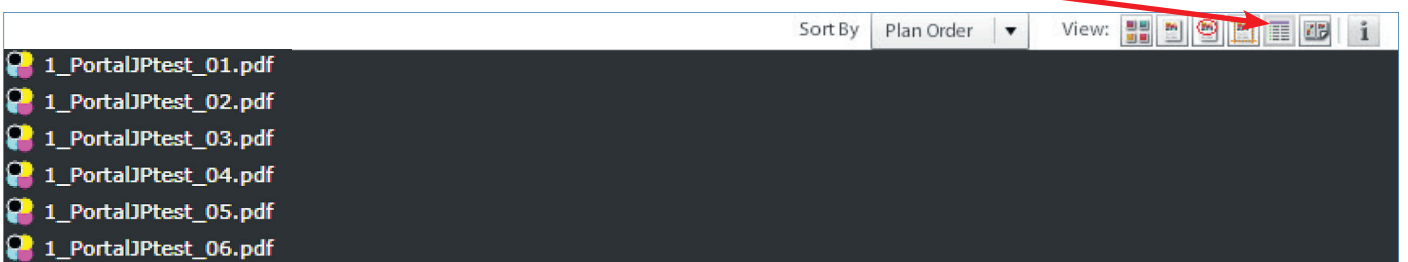 Sort By Plan Order View: i
1_PortalJPtest_01.pdf
1_PortalJPtest_02.pdf
1_PortalJPtest_03.pdf
1_PortalJPtest_04.pdf
1_PortalJPtest_05.pdf
1_PortalJPtest_06.pdf